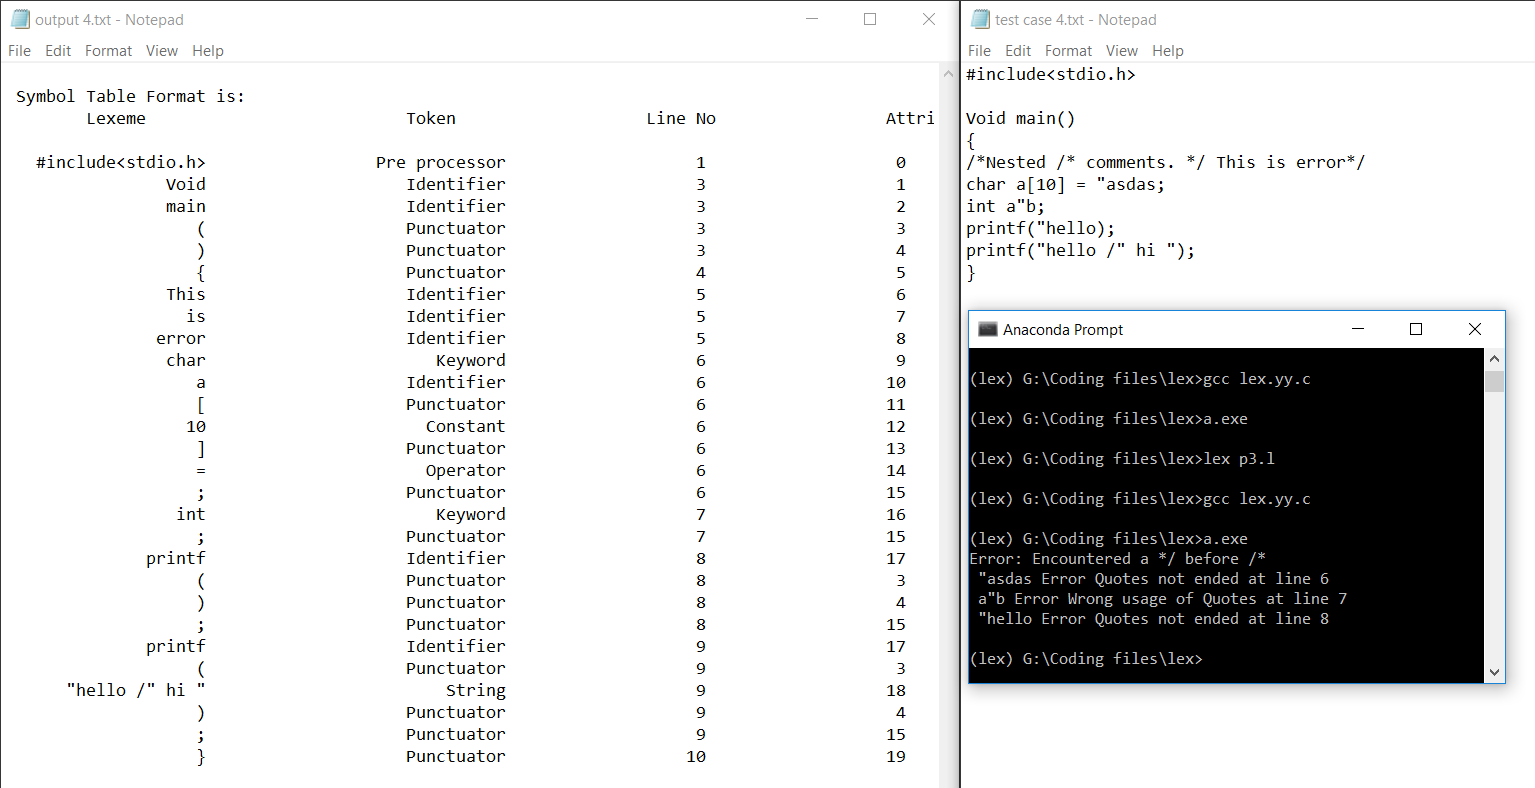 output 4.txt - Notepad
File Edit Format View Help
Symbol Table Format is:
Lexeme Token Line No Attri
#include<stdio.h> Pre processor 1 0
Void Identifier 3 1
main Identifier 3 2
( Punctuator 3 3
) Punctuator 3 4
{ Punctuator 4 5
This Identifier 5 6
is Identifier 5 7
error Identifier 5 8
char Keyword 6 9
a Identifier 6 10
[ Punctuator 6 11
10 Constant 6 12
] Punctuator 6 13
= Operator 6 14
; Punctuator 6 15
int Keyword 7 16
; Punctuator 7 15
printf Identifier 8 17
( Punctuator 8 3
) Punctuator 8 4
; Punctuator 8 15
printf Identifier 9 17
( Punctuator 9 3
"hello /" hi " String 9 18
) Punctuator 9 4
; Punctuator 9 15
} Punctuator 10 19
test case 4.txt - Notepad
File Edit Format View Help
#include<stdio.h>
Void main()
{
/*Nested /* comments. */ This is error*/
char a[10] = "asdas;
int a"b;
printf("hello);
printf("hello /" hi ");
}
Anaconda Prompt
(lex) G:\Coding files\lex>gcc lex.yy.c
(lex) G:\Coding files\lex>a.exe
(lex) G:\Coding files\lex>lex p3.l
(lex) G:\Coding files\lex>gcc lex.yy.c
(lex) G:\Coding files\lex>a.exe
Error: Encountered a */ before /*
"asdas Error Quotes not ended at line 6
a"b Error Wrong usage of Quotes at line 7
"hello Error Quotes not ended at line 8
(lex) G:\Coding files\lex>